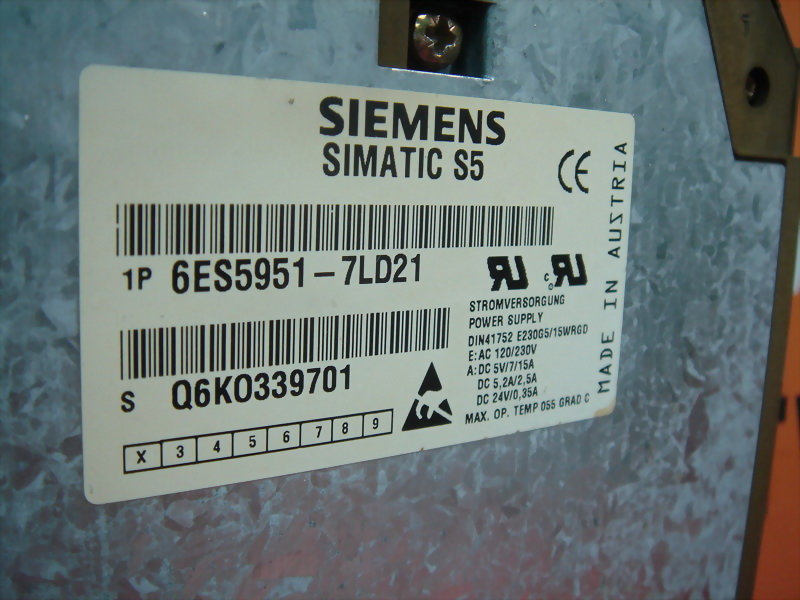 SIEMENS
SIMATIC S5
CE
1P 6ES5951-7LD21
STROMVERSORGUNG
POWER SUPPLY
DIN41752 E230G5/15WRGD
E: AC 120/230V
A: DC 5V/7/15A
DC 5,2A/2,5A
DC 24V/0,35A
MAX. OP. TEMP 055 GRAD C
S Q6K0339701
X 3 4 5 6 7 8 9
MADE IN AUSTRIA